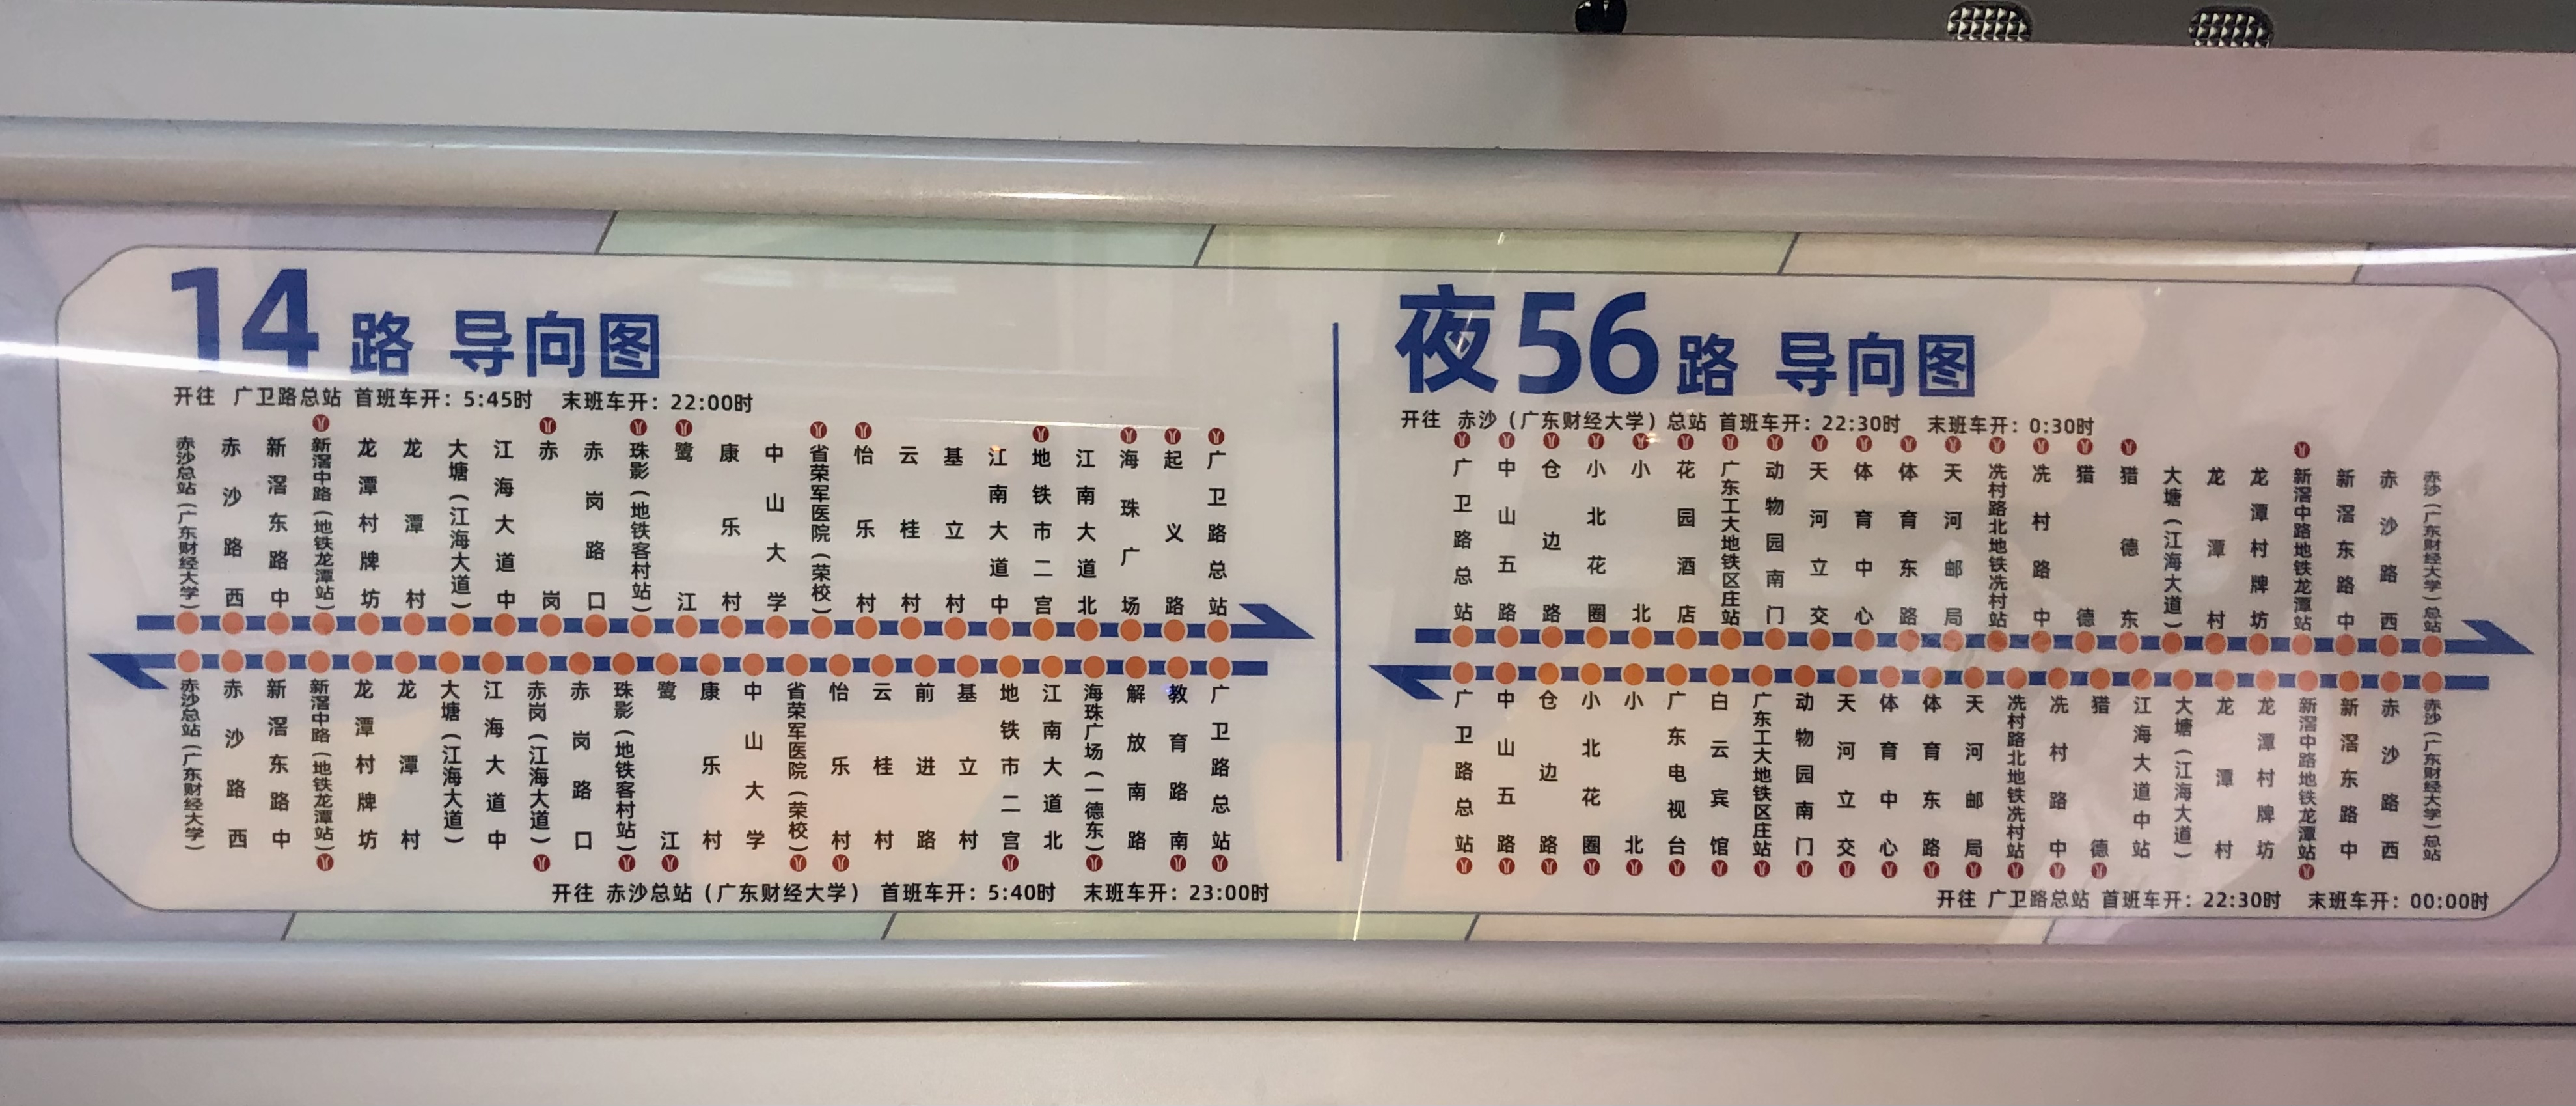 14路 导向图
开往 广卫路总站 首班车开：5:45时 末班车开：22:00时
赤沙总站（广东财经大学）
赤沙路西
新滘东路中
新滘中路（地铁龙潭站）
龙潭村牌坊
龙潭村
大塘（江海大道）
江海大道中
赤岗
赤岗路口
珠影（地铁客村站）
鹭江
康乐村
中山大学
省荣军医院（荣校）
怡乐村
云桂村
基立村
江南大道中
地铁市二宫
江南大道北
海珠广场
起义路
广卫路总站
赤沙总站（广东财经大学）
赤沙路西
新滘东路中
新滘中路（地铁龙潭站）
龙潭村牌坊
龙潭村
大塘（江海大道）
江海大道中
赤岗（江海大道）
赤岗路口
珠影（地铁客村站）
鹭江
康乐村
中山大学
省荣军医院（荣校）
怡乐村
云桂村
前进路
基立村
地铁市二宫
江南大道北
海珠广场（一德东）
解放南路
教育路南
广卫路总站
开往 赤沙总站（广东财经大学） 首班车开：5:40时 末班车开：23:00时
夜56路 导向图
开往 赤沙（广东财经大学）总站 首班车开：22:30时 末班车开：0:30时
广卫路总站
中山五路
仓边路
小北花圈
小北
花园酒店
广东工大地铁区庄站
动物园南门
天河立交
体育中心
体育东路
天河邮局
冼村路北地铁冼村站
冼村路中
猎德
猎德东
大塘（江海大道）
龙潭村
龙潭村牌坊
新滘中路地铁龙潭站
新滘东路中
赤沙路西
赤沙（广东财经大学）总站
广卫路总站
中山五路
仓边路
小北花圈
小北
广东电视台
白云宾馆
广东工大地铁区庄站
动物园南门
天河立交
体育中心
体育东路
天河邮局
冼村路北地铁冼村站
冼村路中
猎德
江海大道中站
大塘（江海大道）
龙潭村
龙潭村牌坊
新滘中路地铁龙潭站
新滘东路中
赤沙路西
赤沙（广东财经大学）总站
开往 广卫路总站 首班车开：22:30时 末班车开：00:00时